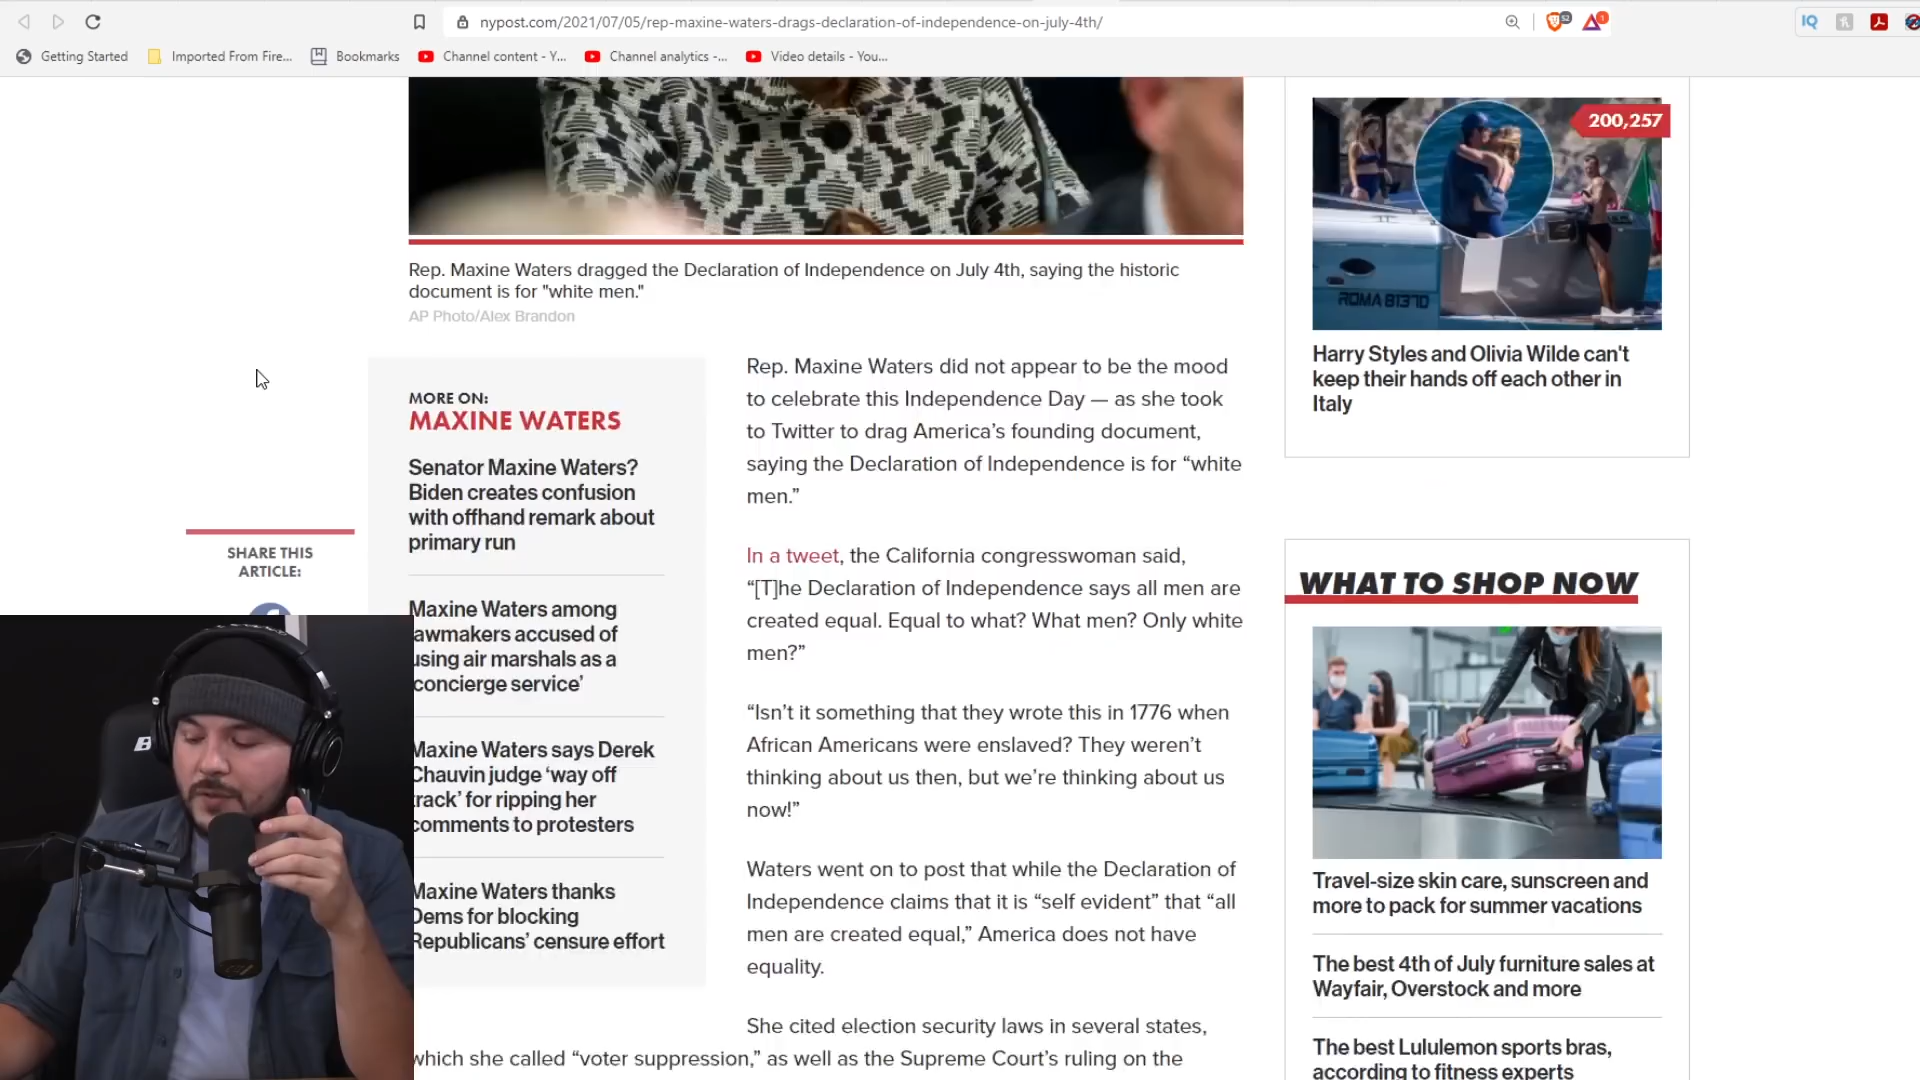 nypost.com/2021/07/05/rep-maxine-waters-drags-declaration-of-independence-on-july-4th/
52
1
IQ
Getting Started
Imported From Fire...
Bookmarks
Channel content - Y...
Channel analytics -...
Video details - You...
Rep. Maxine Waters dragged the Declaration of Independence on July 4th, saying the historic
document is for "white men."
AP Photo/Alex Brandon
SHARE THIS
ARTICLE:
MORE ON:
MAXINE WATERS
Senator Maxine Waters?
Biden creates confusion
with offhand remark about
primary run
Maxine Waters among
awmakers accused of
using air marshals as a
concierge service’
Maxine Waters says Derek
Chauvin judge ‘way off
track’ for ripping her
comments to protesters
Maxine Waters thanks
Dems for blocking
Republicans’ censure effort
Rep. Maxine Waters did not appear to be the mood
to celebrate this Independence Day — as she took
to Twitter to drag America’s founding document,
saying the Declaration of Independence is for “white
men.”
In a tweet, the California congresswoman said,
“[T]he Declaration of Independence says all men are
created equal. Equal to what? What men? Only white
men?”
“Isn’t it something that they wrote this in 1776 when
African Americans were enslaved? They weren’t
thinking about us then, but we’re thinking about us
now!”
Waters went on to post that while the Declaration of
Independence claims that it is “self evident” that “all
men are created equal,” America does not have
equality.
She cited election security laws in several states,
which she called “voter suppression,” as well as the Supreme Court’s ruling on the
200,257
ROMA 8137D
Harry Styles and Olivia Wilde can't
keep their hands off each other in
Italy
WHAT TO SHOP NOW
Travel-size skin care, sunscreen and
more to pack for summer vacations
The best 4th of July furniture sales at
Wayfair, Overstock and more
The best Lululemon sports bras,
according to fitness experts